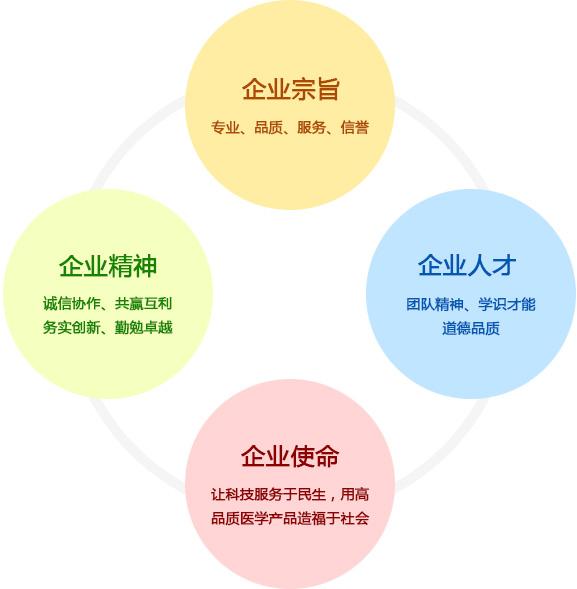 企业宗旨
专业、品质、服务、信誉
企业精神
诚信协作、共赢互利
务实创新、勤勉卓越
企业人才
团队精神、学识才能
道德品质
企业使命
让科技服务于民生，用高
品质医学产品造福于社会